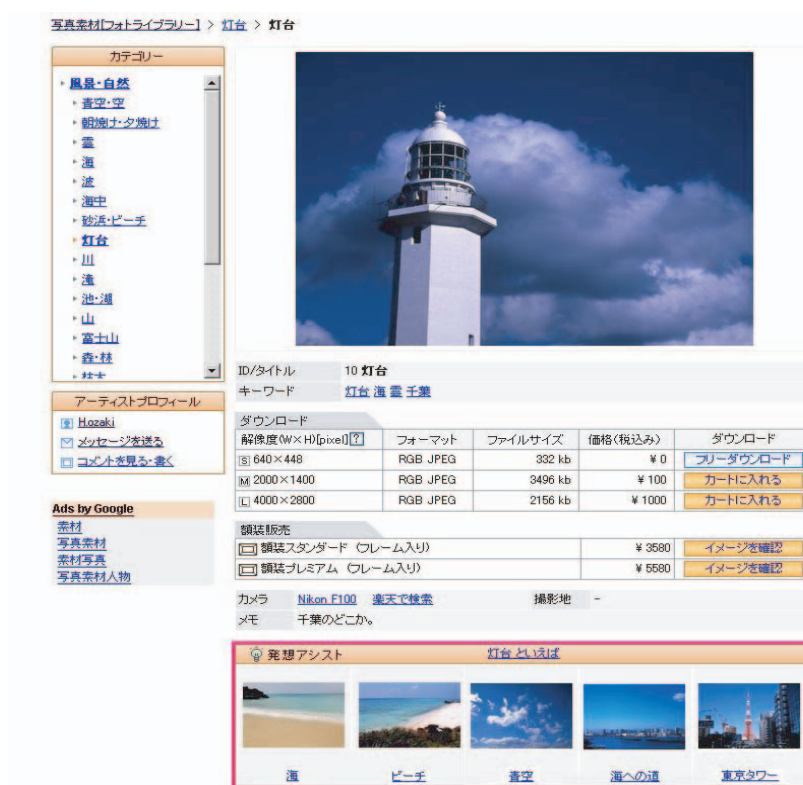 写真素材[フォトライブラリー] > 灯台 > 灯台
カテゴリー
風景・自然
青空・空
朝焼け・夕焼け
雲
海
波
海中
砂浜・ビーチ
灯台
川
滝
池・湖
山
富士山
森・林
アーティストプロフィール
Hozaki
メッセージを送る
コメントを見る・書く
Ads by Google
素材
写真素材
素材写真
写真素材人物
ID/タイトル 10 灯台
キーワード 灯台 海 雲 千葉
ダウンロード
解像度(W×H)[pixel][?] フォーマット ファイルサイズ 価格(税込み) ダウンロード
S 640×448 RGB JPEG 332 kb ¥ 0 フリーダウンロード
M 2000×1400 RGB JPEG 3496 kb ¥ 100 カートに入れる
L 4000×2800 RGB JPEG 2156 kb ¥ 1000 カートに入れる
額装販売
額装スタンダード (フレーム入り) ¥ 3580 イメージを確認
額装プレミアム (フレーム入り) ¥ 5580 イメージを確認
カメラ Nikon F100 楽天で検索 撮影地 -
メモ 千葉のどこか。
発想アシスト 灯台 といえば
海 ビーチ 青空 海への道 東京タワー